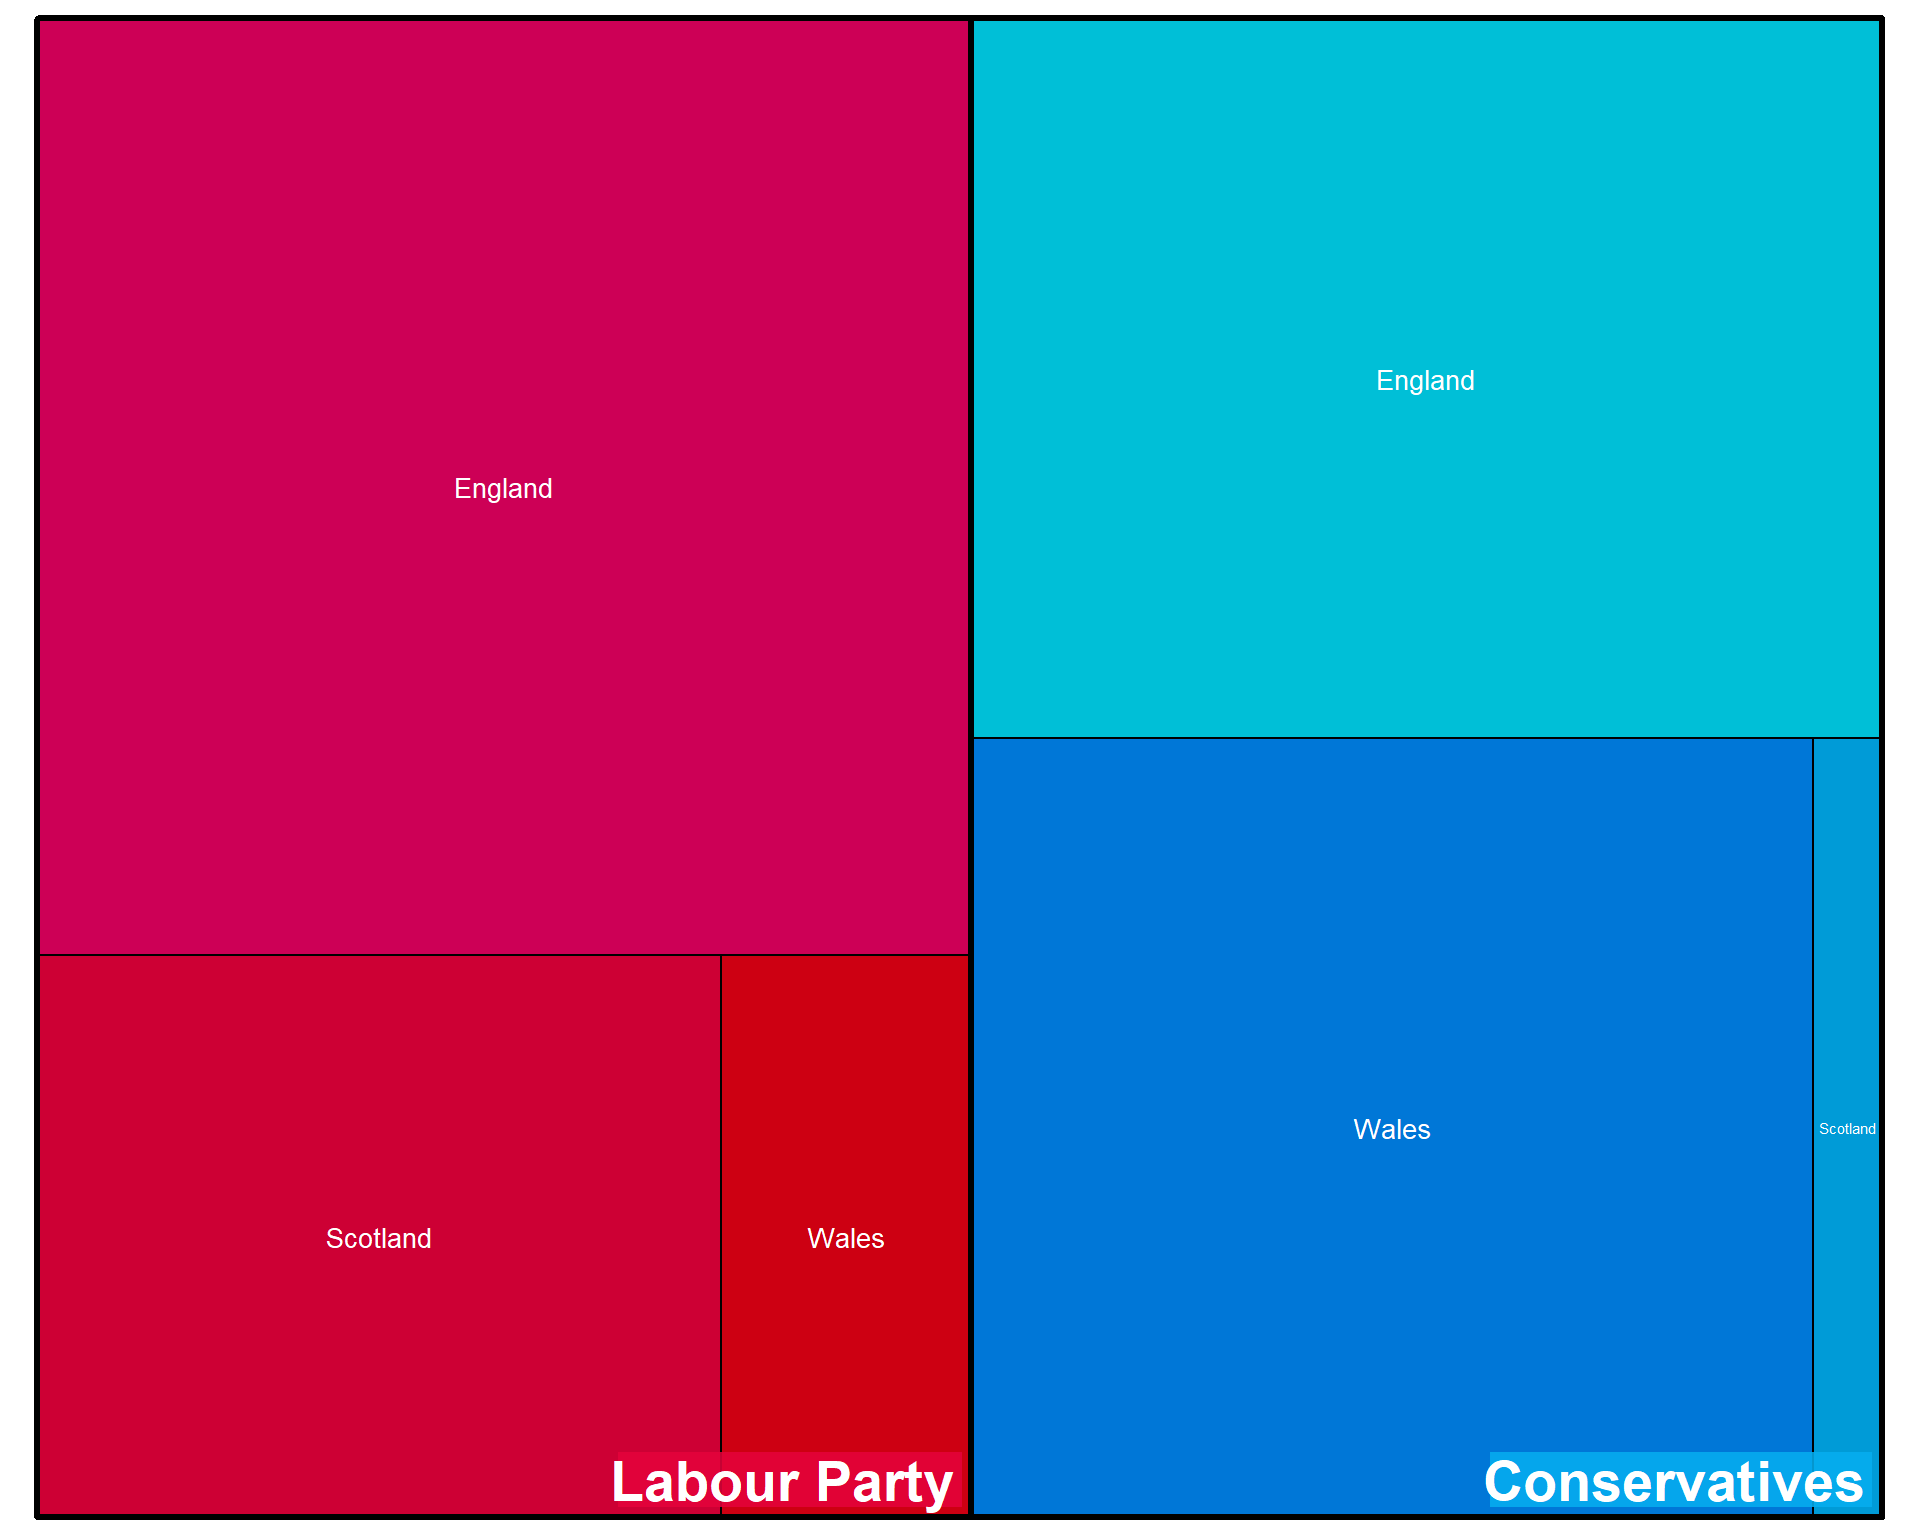 England
England
Wales
Scotland
Scotland
Wales
Labour Party
Conservatives